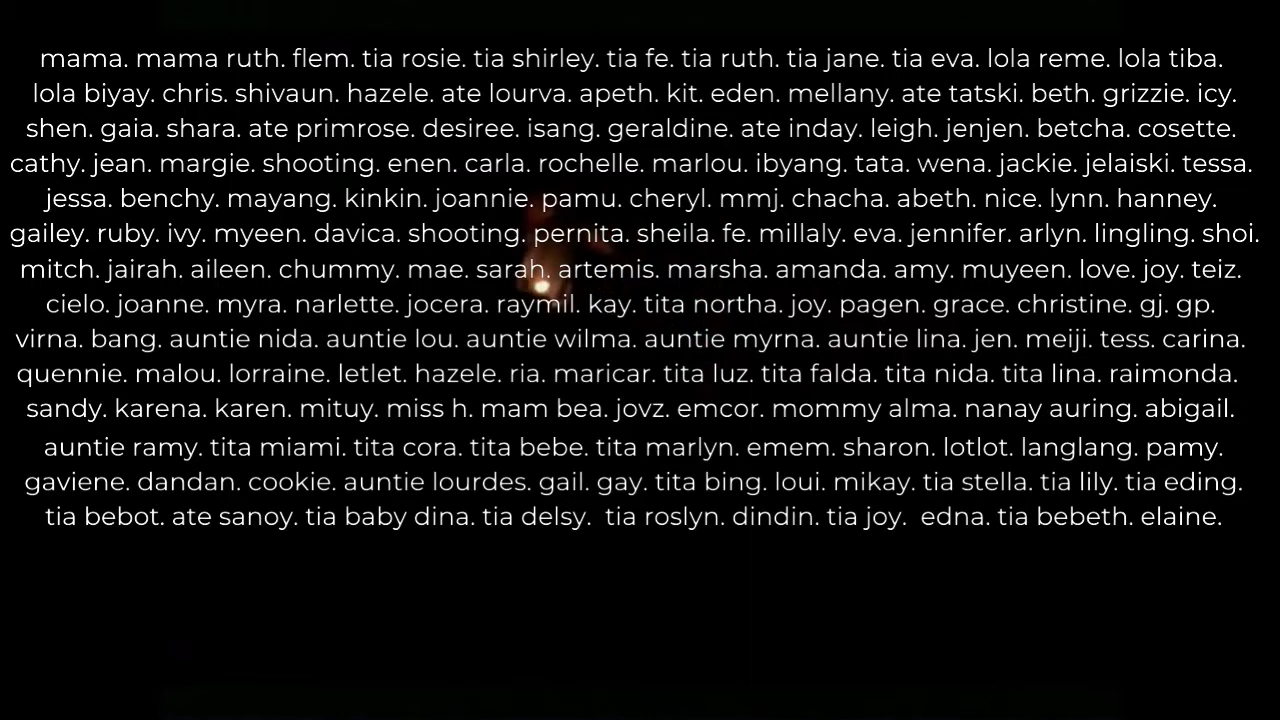 mama. mama ruth. flem. tia rosie. tia shirley. tia fe. tia ruth. tia jane. tia eva. lola reme. lola tiba.
lola biyay. chris. shivaun. hazele. ate lourva. apeth. kit. eden. mellany. ate tatski. beth. grizzie. icy.
shen. gaia. shara. ate primrose. desiree. isang. geraldine. ate inday. leigh. jenjen. betcha. cosette.
cathy. jean. margie. shooting. enen. carla. rochelle. marlou. ibyang. tata. wena. jackie. jelaiski. tessa.
jessa. benchy. mayang. kinkin. joannie. pamu. cheryl. mmj. chacha. abeth. nice. lynn. hanney.
gailey. ruby. ivy. myeen. davica. shooting. pernita. sheila. fe. millaly. eva. jennifer. arlyn. lingling. shoi.
mitch. jairah. aileen. chummy. mae. sarah. artemis. marsha. amanda. amy. muyeen. love. joy. teiz.
cielo. joanne. myra. narlette. jocera. raymil. kay. tita northa. joy. pagen. grace. christine. gj. gp.
virna. bang. auntie nida. auntie lou. auntie wilma. auntie myrna. auntie lina. jen. meiji. tess. carina.
quennie. malou. lorraine. letlet. hazele. ria. maricar. tita luz. tita falda. tita nida. tita lina. raimonda.
sandy. karena. karen. mituy. miss h. mam bea. jovz. emcor. mommy alma. nanay auring. abigail.
auntie ramy. tita miami. tita cora. tita bebe. tita marlyn. emem. sharon. lotlot. langlang. pamy.
gaviene. dandan. cookie. auntie lourdes. gail. gay. tita bing. loui. mikay. tia stella. tia lily. tia eding.
tia bebot. ate sanoy. tia baby dina. tia delsy.  tia roslyn. dindin. tia joy.  edna. tia bebeth. elaine.